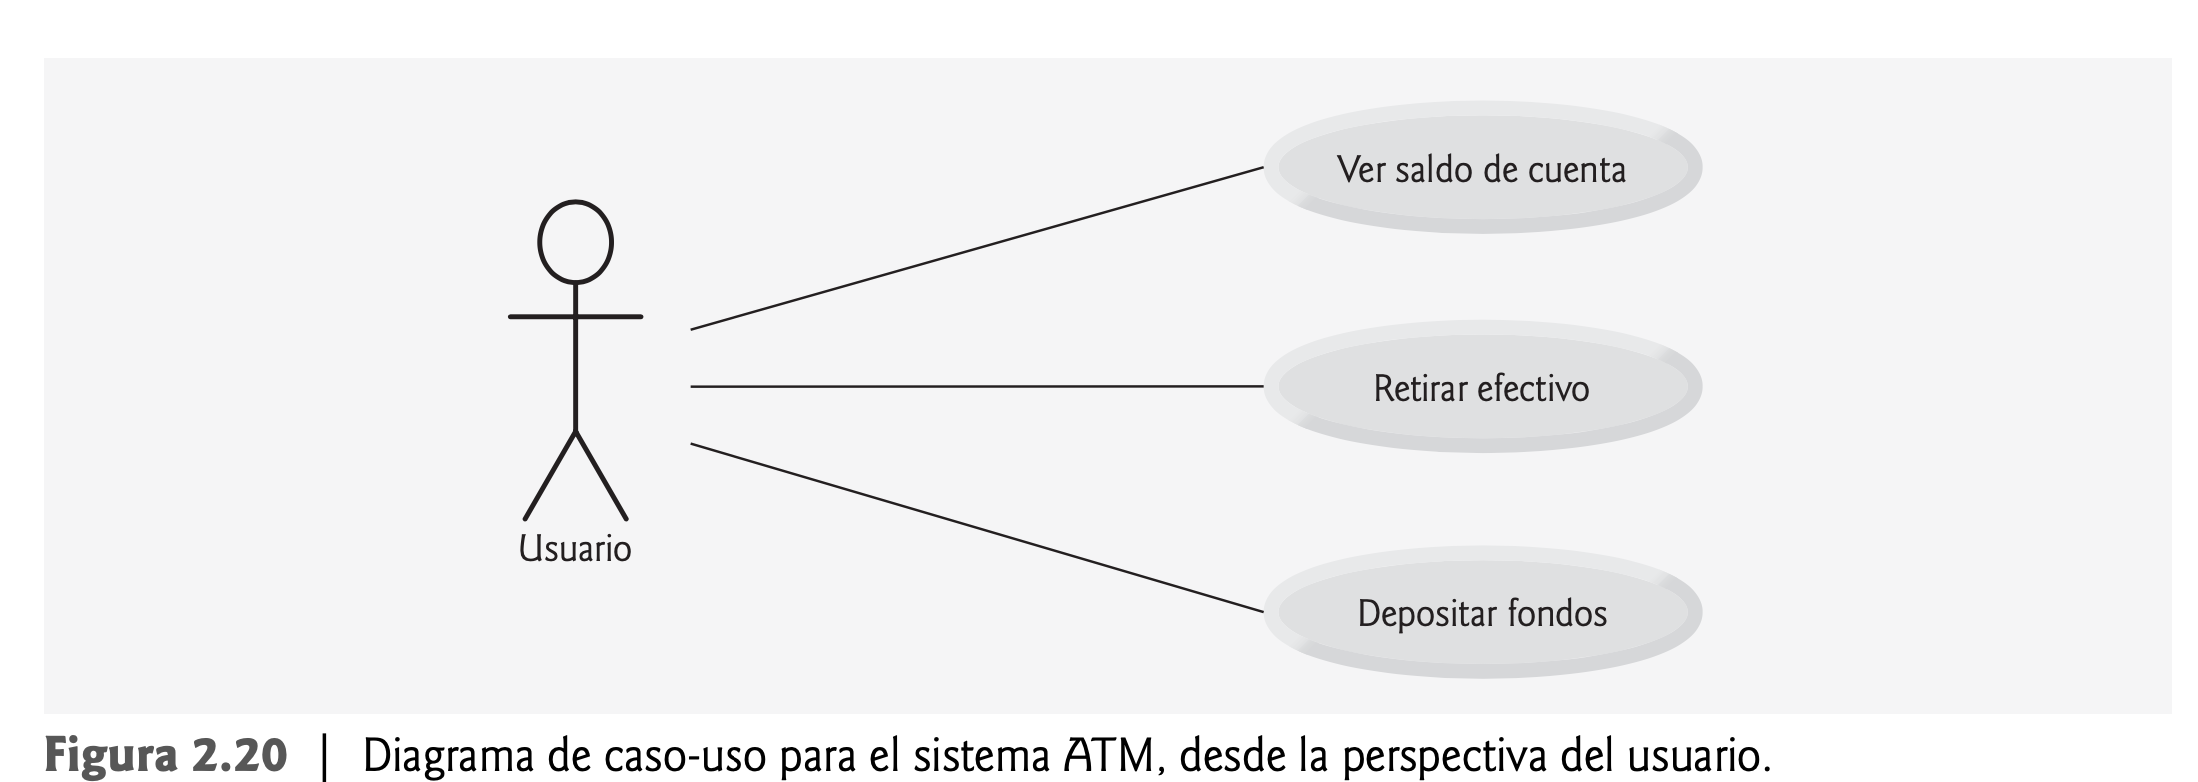 Ver saldo de cuenta
Retirar efectivo
Usuario
Depositar fondos
Figura 2.20 | Diagrama de caso-uso para el sistema ATM, desde la perspectiva del usuario.